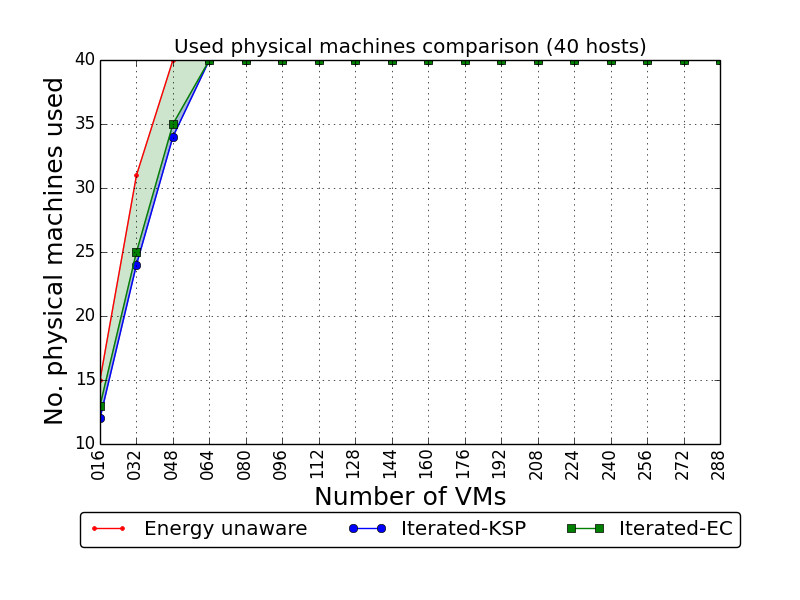 Used physical machines comparison (40 hosts)
No. physical machines used
40
35
30
25
20
15
10
016 032 048 064 080 096 112 128 144 160 176 192 208 224 240 256 272 288
Number of VMs
Energy unaware Iterated-KSP Iterated-EC